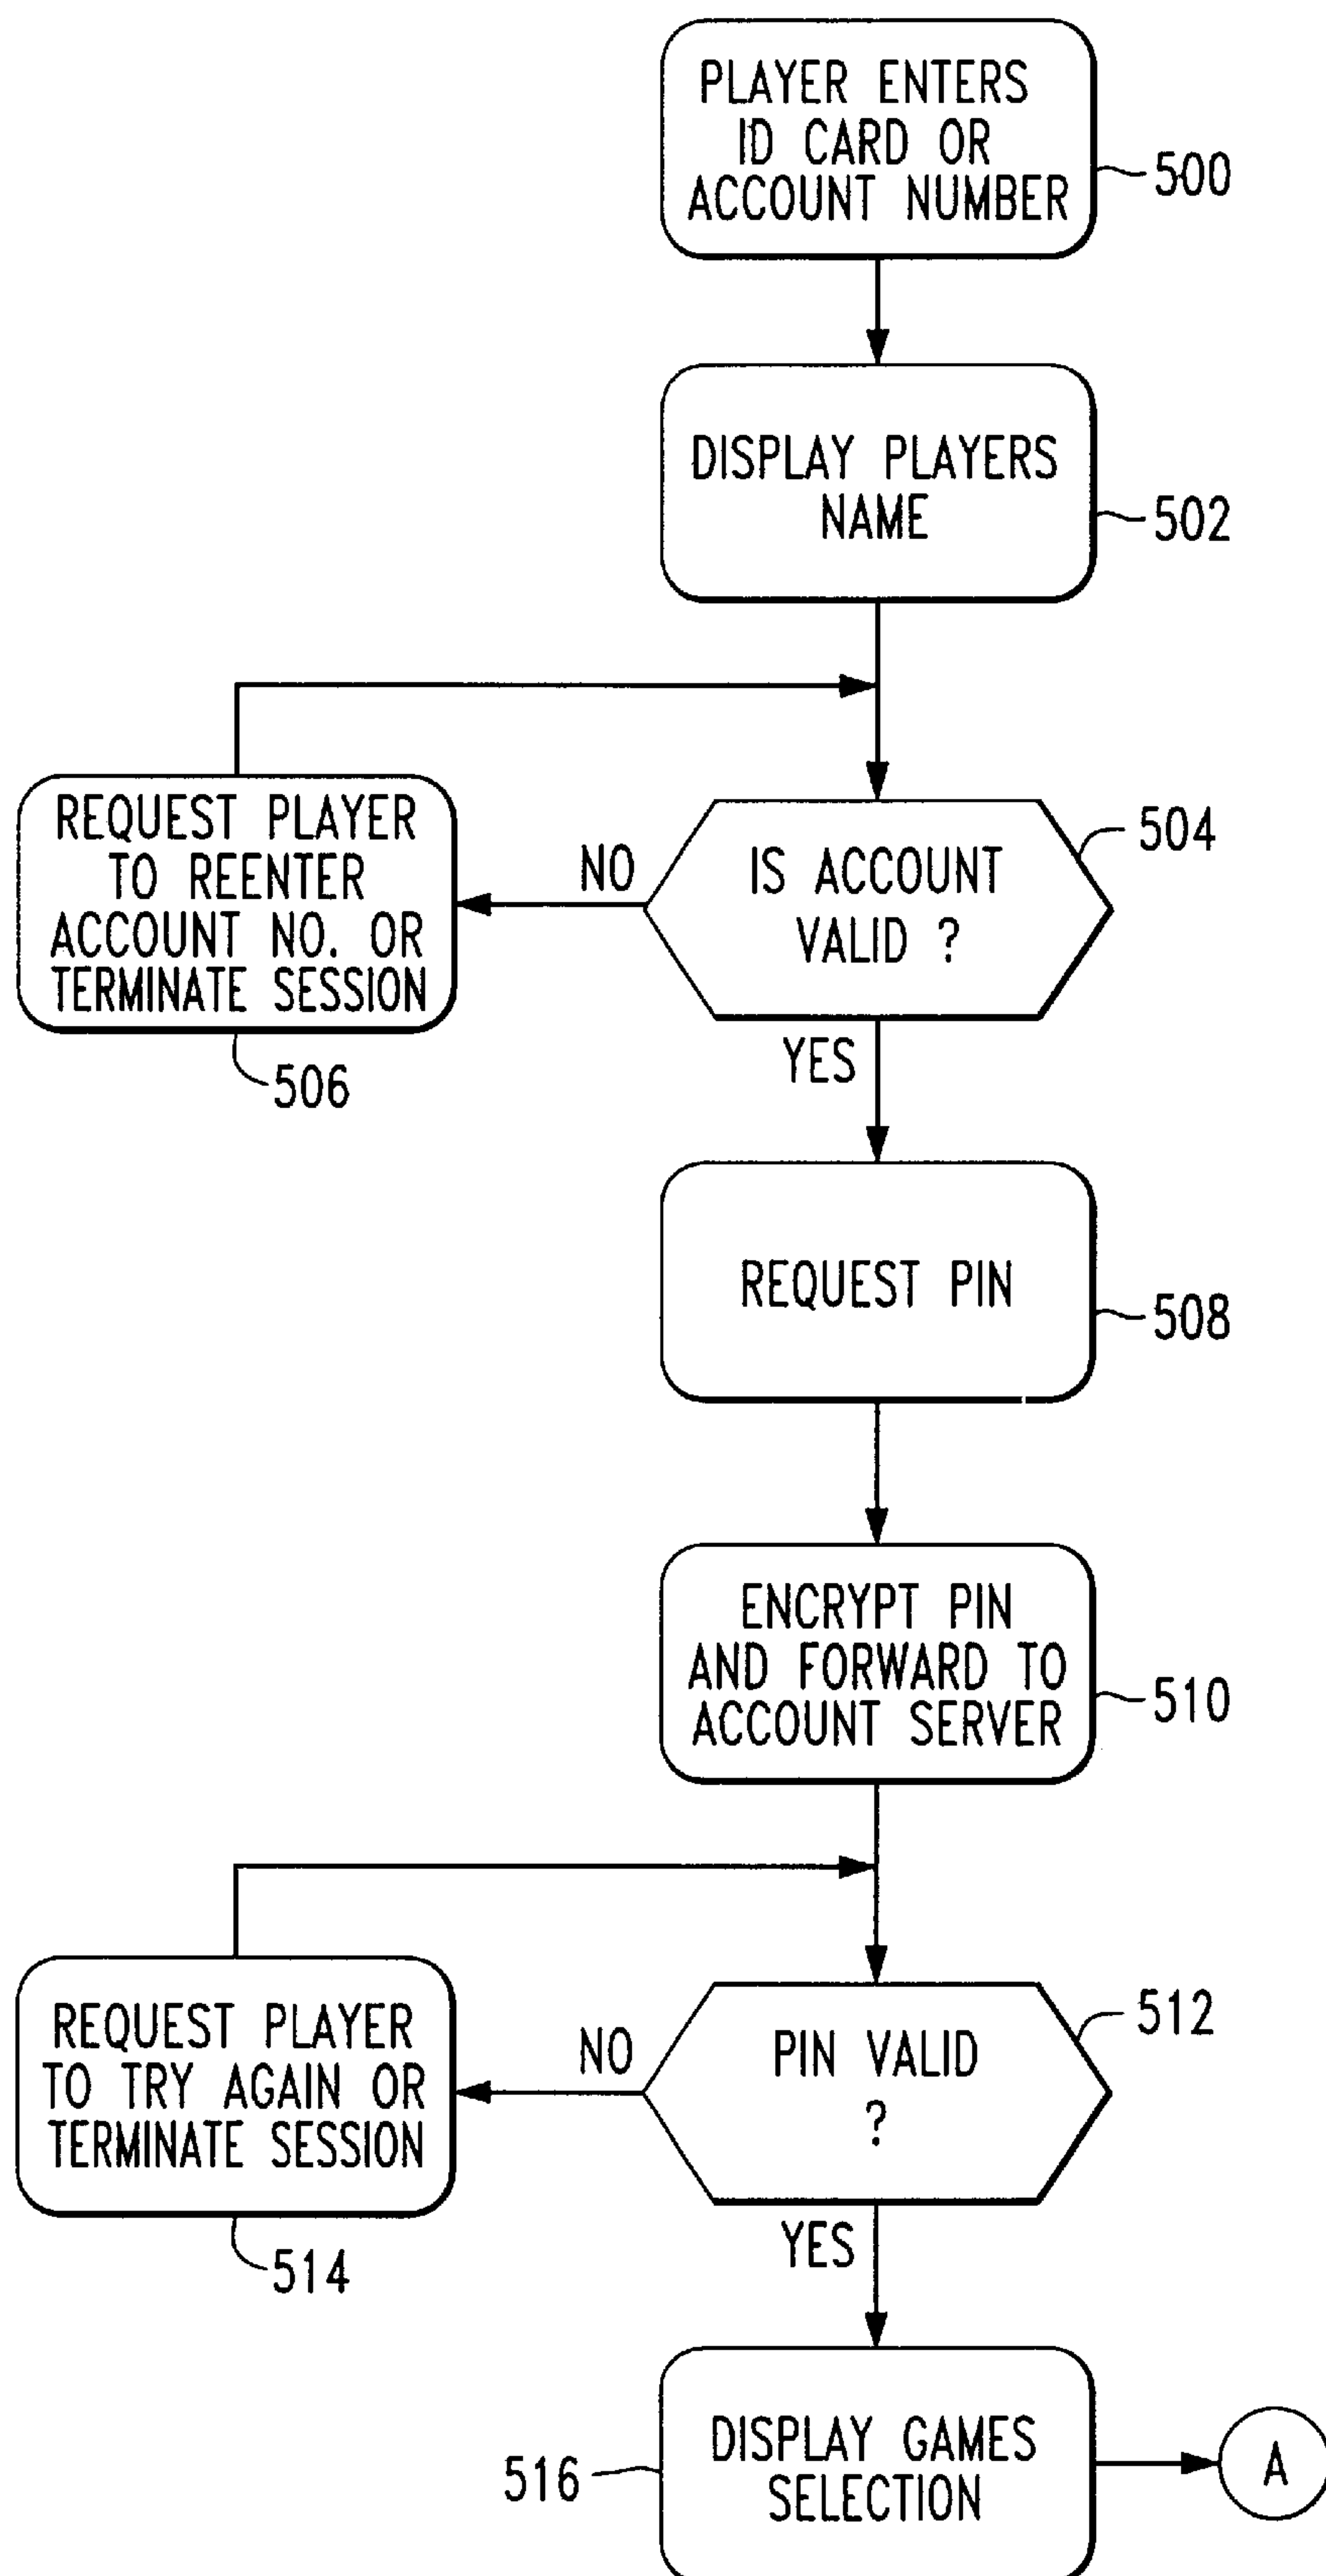 PLAYER ENTERS
ID CARD OR
ACCOUNT NUMBER
500
DISPLAY PLAYERS
NAME
502
REQUEST PLAYER
TO REENTER
ACCOUNT NO. OR
TERMINATE SESSION
506
NO
IS ACCOUNT
VALID ?
504
YES
REQUEST PIN
508
ENCRYPT PIN
AND FORWARD TO
ACCOUNT SERVER
510
REQUEST PLAYER
TO TRY AGAIN OR
TERMINATE SESSION
514
NO
PIN VALID
?
512
YES
DISPLAY GAMES
SELECTION
516
A